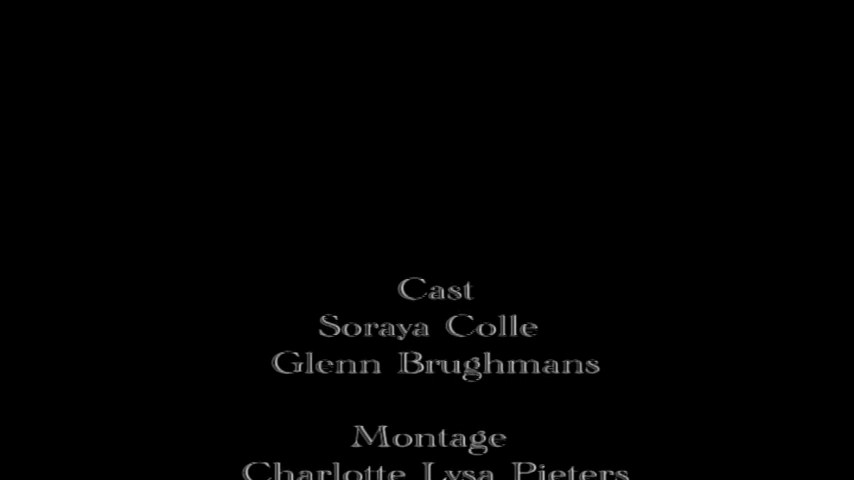 Cast
Soraya Colle
Glenn Brughmans
Montage
Charlotte Lysa Pieters